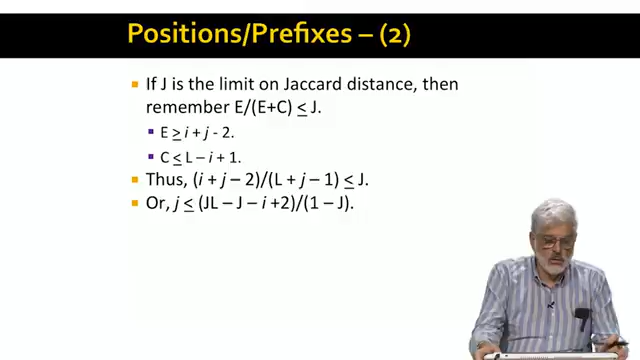 Positions/Prefixes – (2)
If J is the limit on Jaccard distance, then
remember E/(E+C) ≤ J.
E ≥ i + j - 2.
C ≤ L – i + 1.
Thus, (i + j – 2)/(L + j – 1) ≤ J.
Or, j ≤ (JL – J – i +2)/(1 – J).